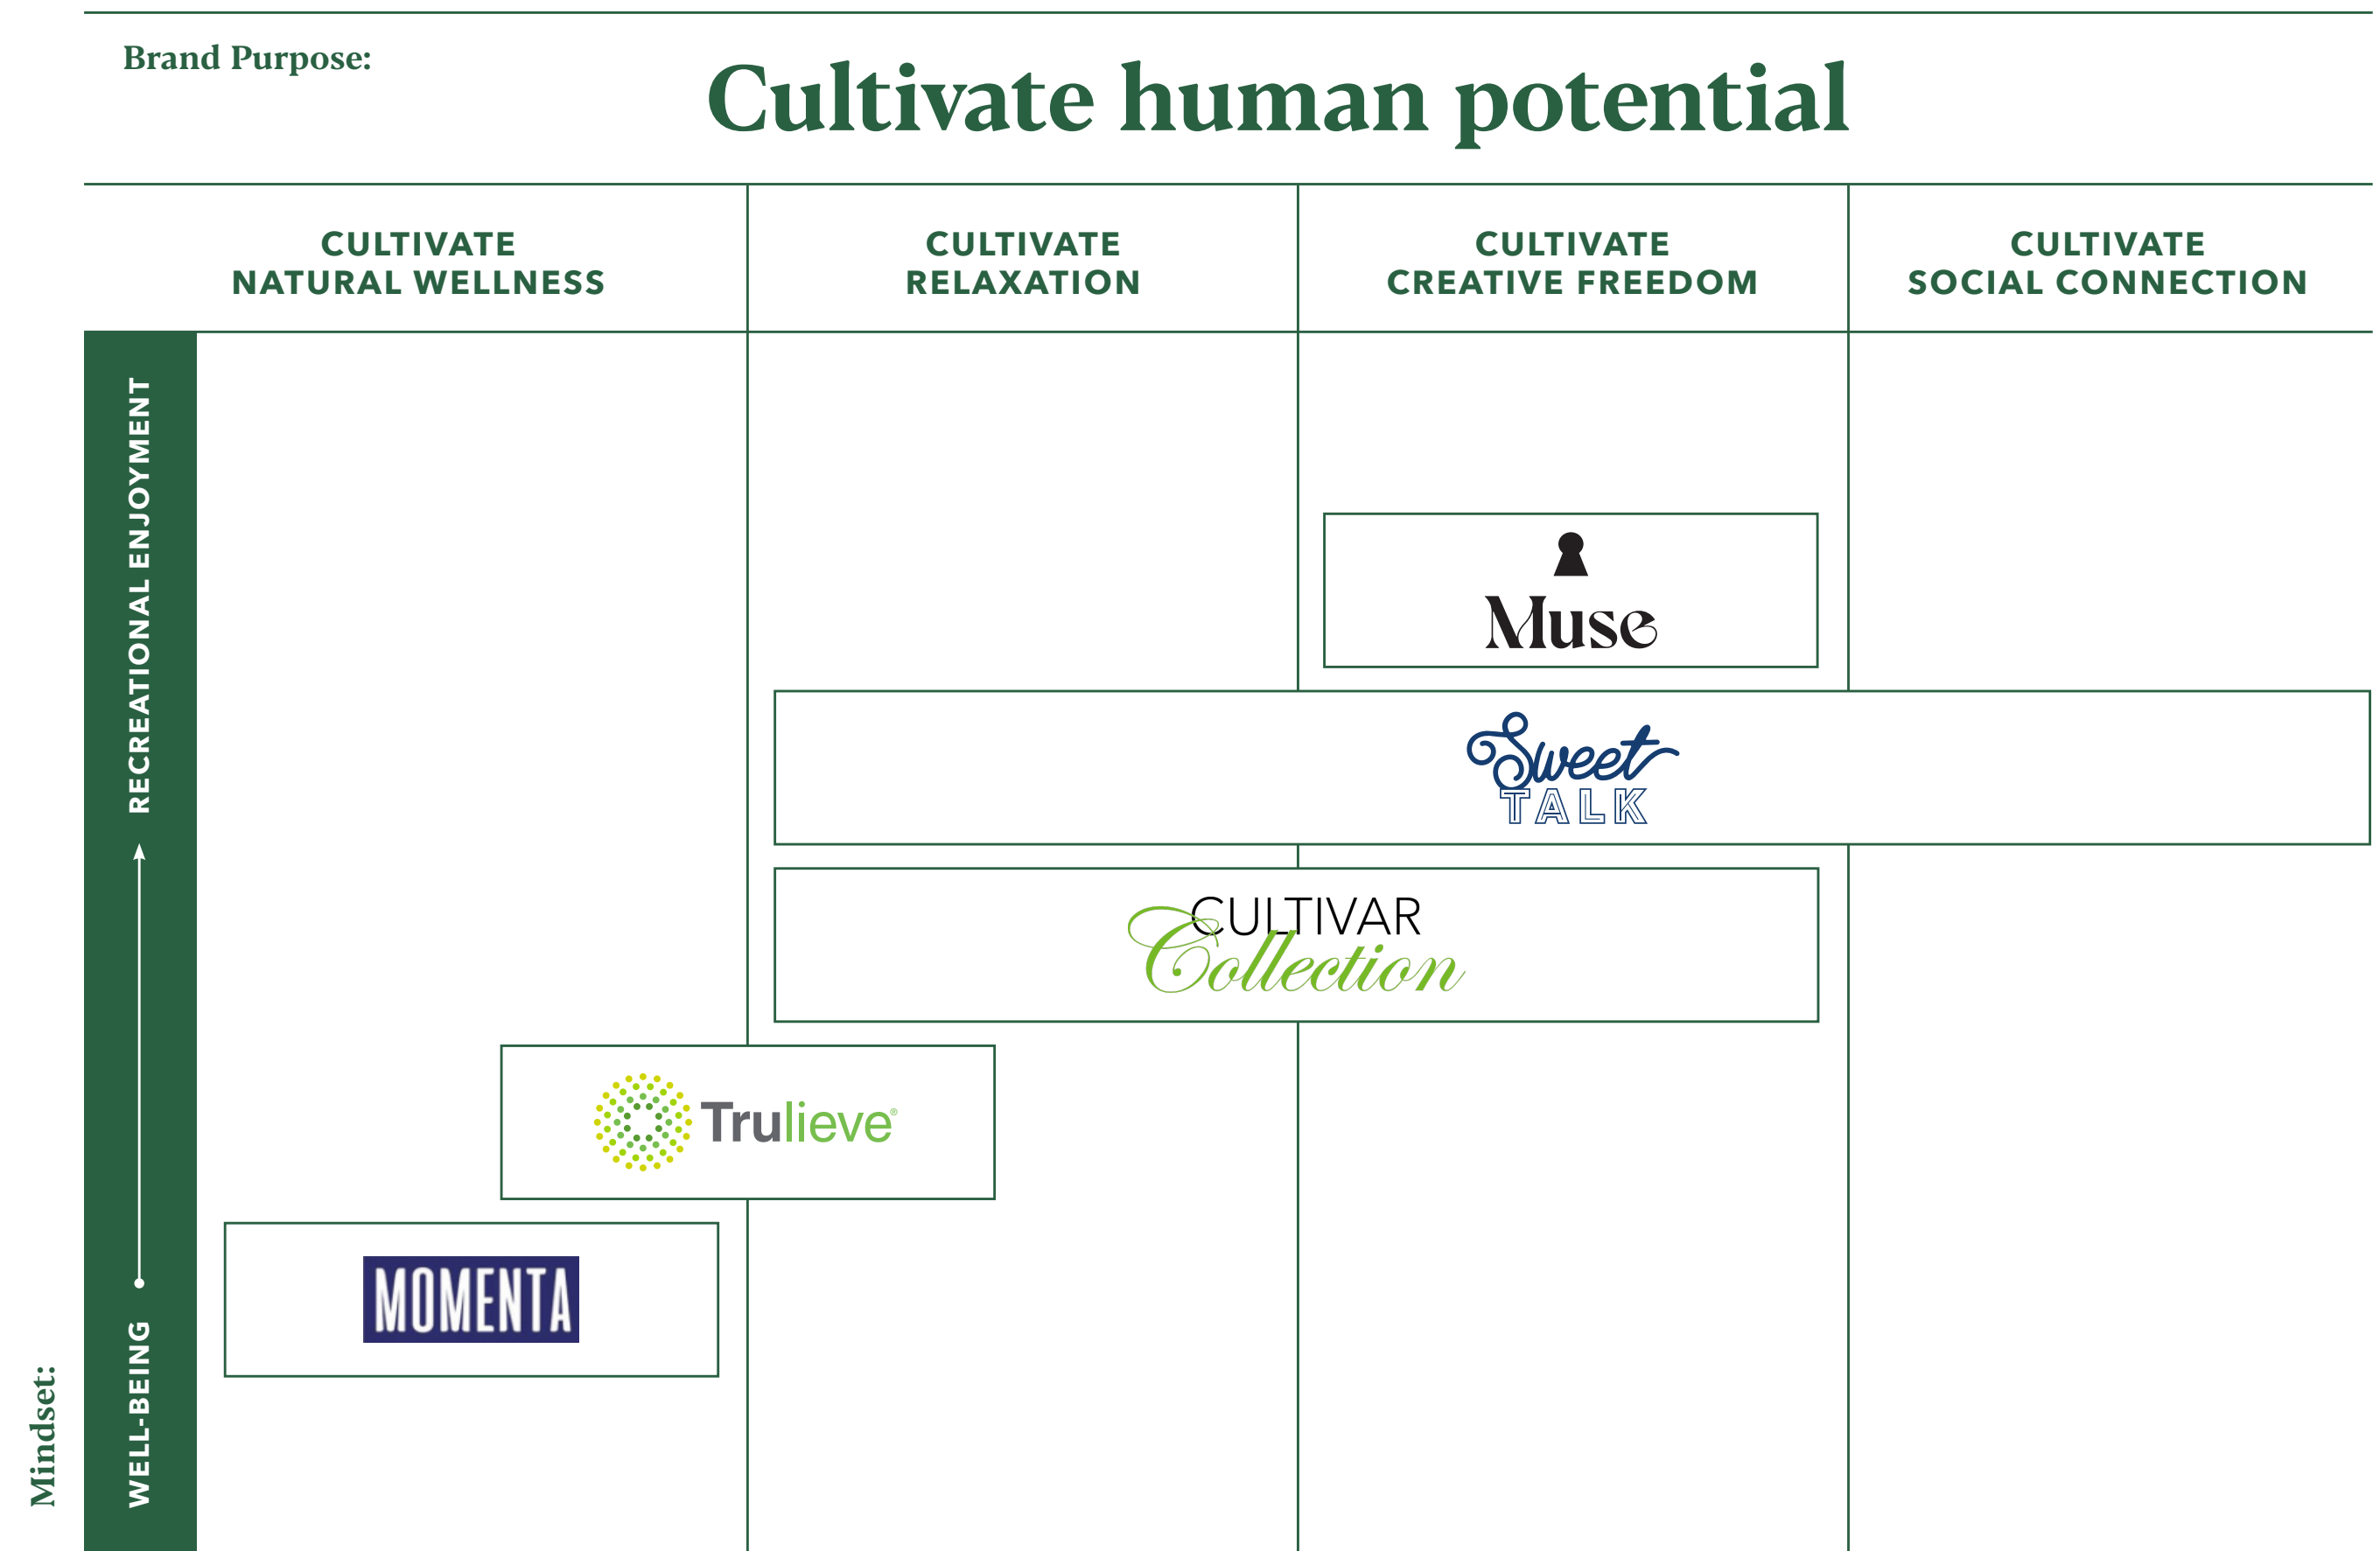 Brand Purpose:
Cultivate human potential
CULTIVATE
NATURAL WELLNESS
CULTIVATE
RELAXATION
CULTIVATE
CREATIVE FREEDOM
CULTIVATE
SOCIAL CONNECTION
RECREATIONAL ENJOYMENT
Muse
Sweet
TALK
CULTIVAR
Collection
Trulieve®
MOMENTA
WELL-BEING
Mindset: